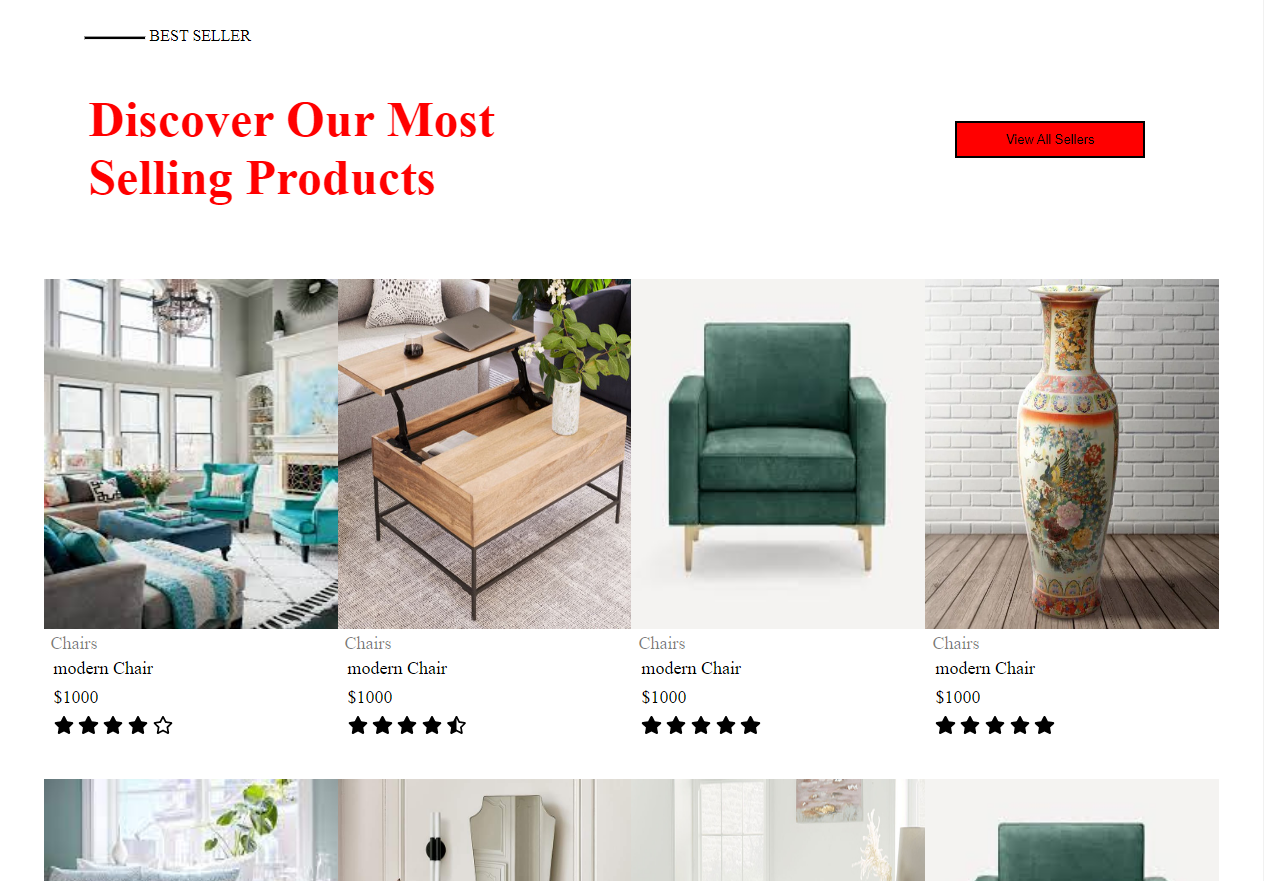 BEST SELLER
Discover Our Most
Selling Products
View All Sellers
Chairs
modern Chair
$1000
Chairs
modern Chair
$1000
Chairs
modern Chair
$1000
Chairs
modern Chair
$1000